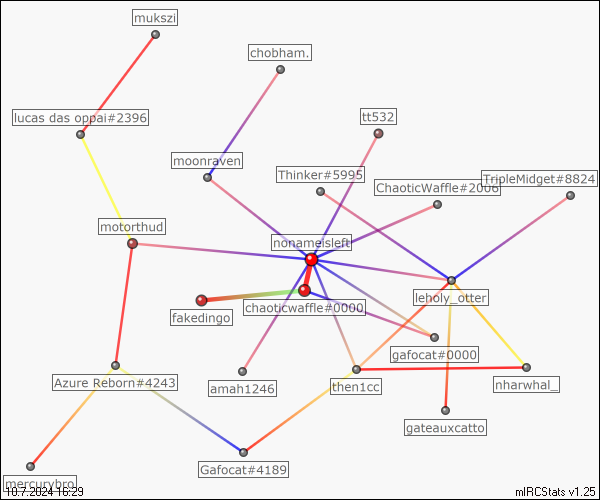 mukszi
chobham.
lucas das oppai#2396
tt532
moonraven
Thinker#5995
TripleMidget#8824
ChaoticWaffle#2006
motorthud
nonameisleft
leholy_otter
chaoticwaffle#0000
fakedingo
gafocat#0000
Azure Reborn#4243
amah1246
then1cc
nharwhal_
gateauxcatto
Gafocat#4189
mercurybro
10.7.2024 16:29
mIRCStats v1.25